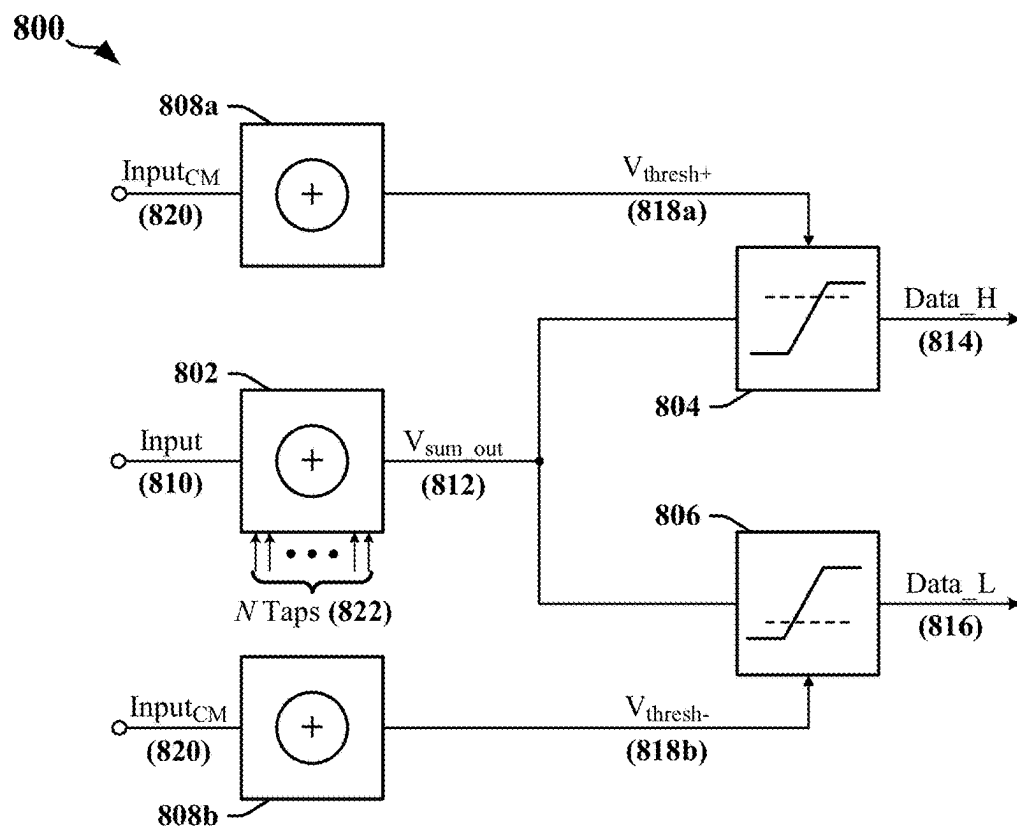 800
808a
Input_CM
(820)
+
V_thresh+
(818a)
Data_H
(814)
804
802
Input
(810)
+
V_sum_out
(812)
N Taps (822)
806
Data_L
(816)
Input_CM
(820)
+
V_thresh-
(818b)
808b